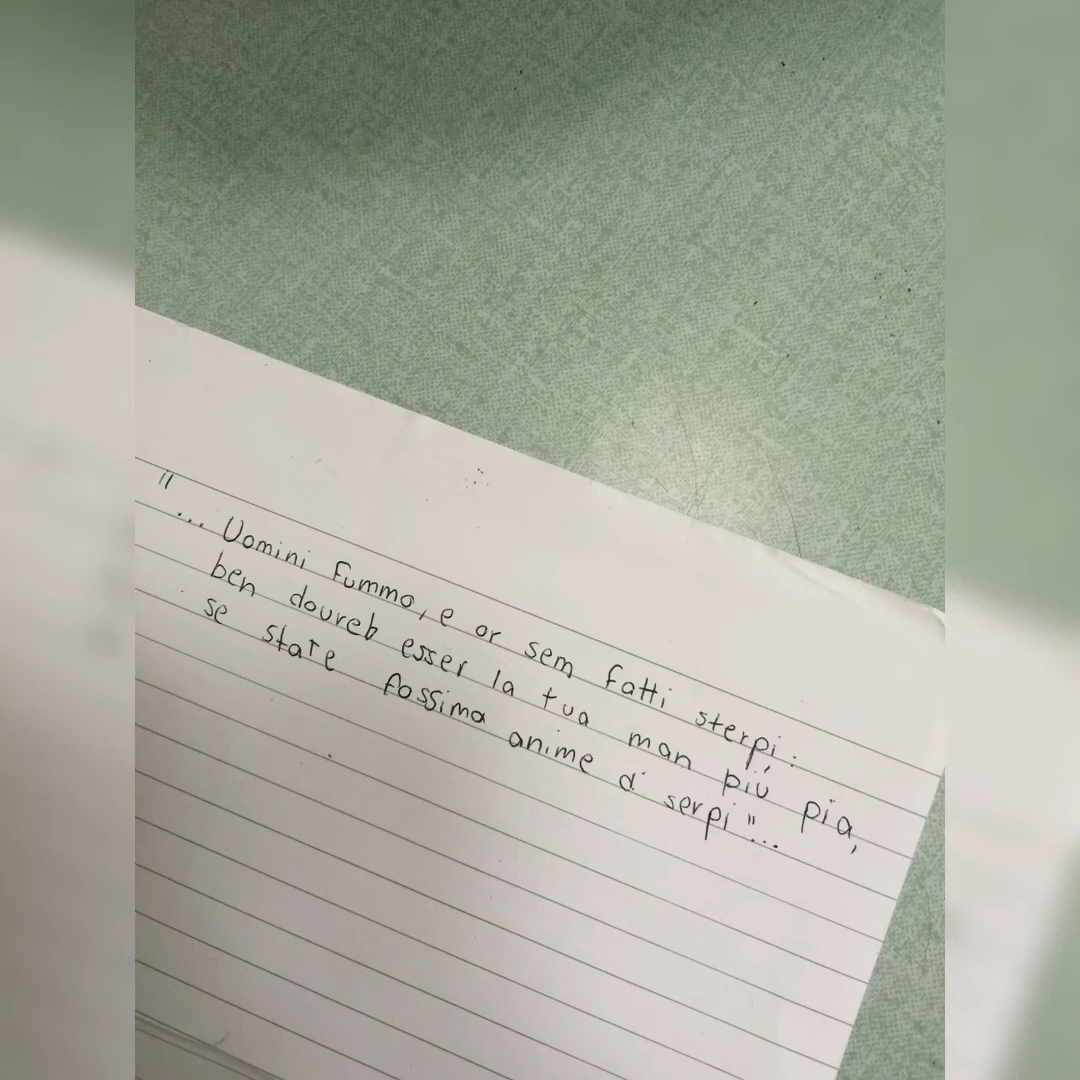 "... Uomini fummo, e or sem fatti sterpi:
ben dovreb esser la tua man più pia,
se state fossimo anime di serpi"...